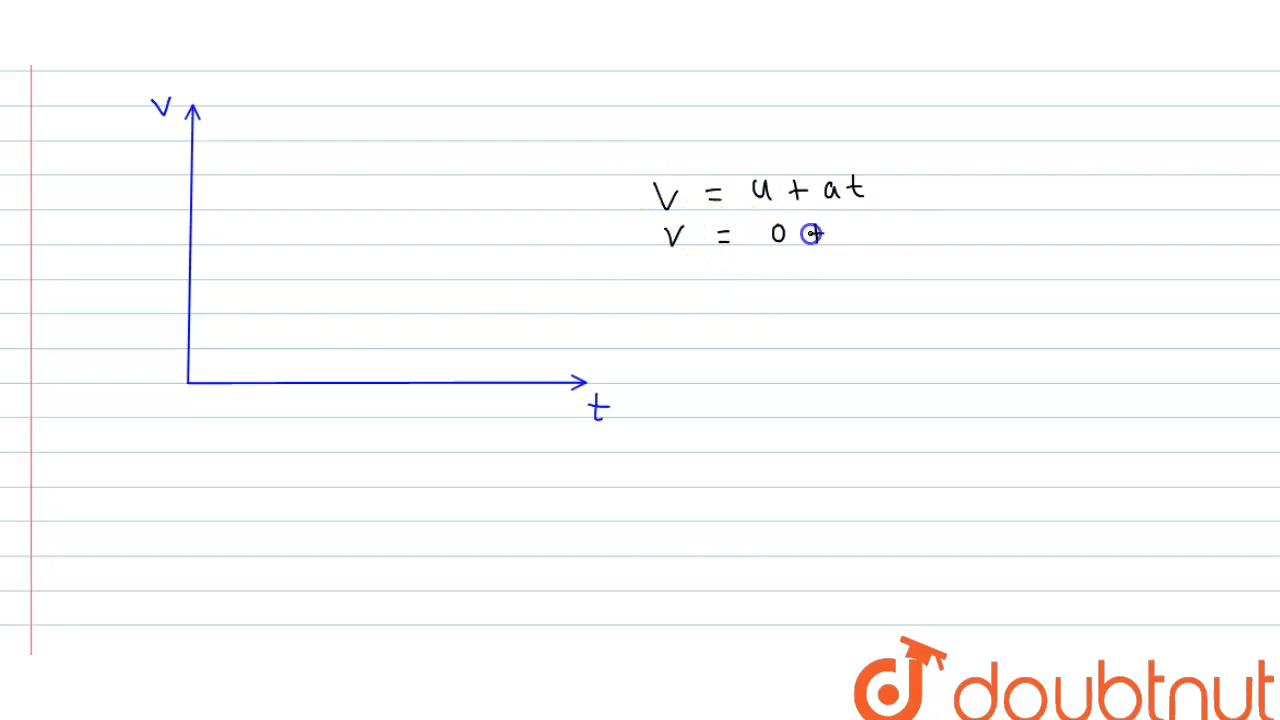 v
v = u + at
v = 0 +
t
doubtnut